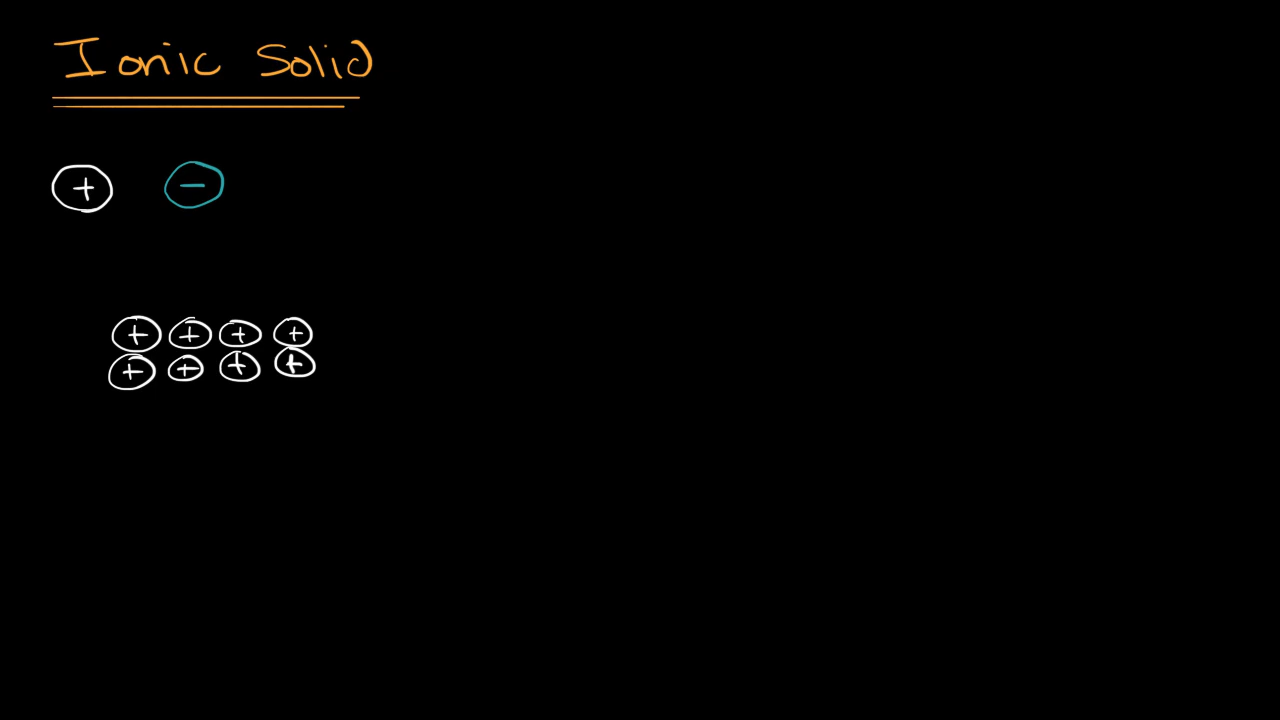 Ionic Solid
+ −
+ + + +
+ + + +